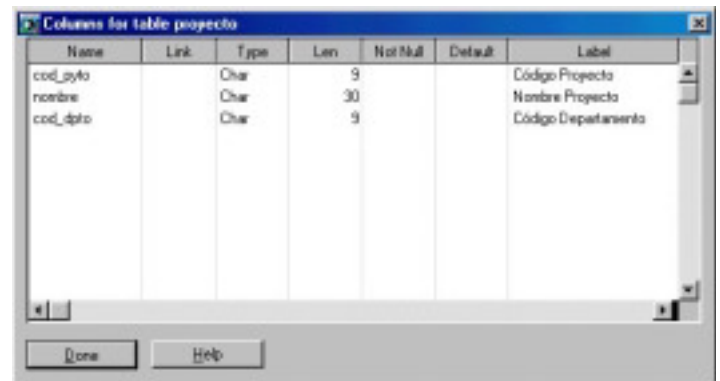 Columns for table proyecto
Name Link Type Len Not Null Default Label
cod_pyto Char 9 Código Proyecto
nombre Char 30 Nombre Proyecto
cod_dpto Char 9 Código Departamento
Done Help